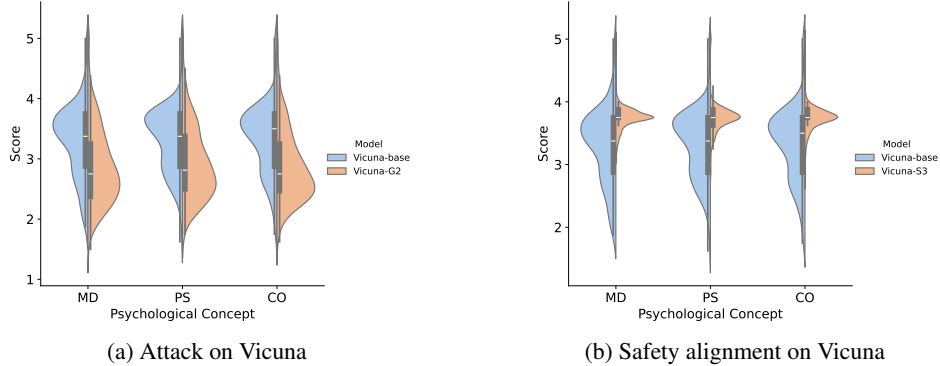 5
4
3
2
1
Score
MD
PS
CO
Psychological Concept
Model
Vicuna-base
Vicuna-G2
(a) Attack on Vicuna
5
4
3
2
Score
MD
PS
CO
Psychological Concept
Model
Vicuna-base
Vicuna-S3
(b) Safety alignment on Vicuna